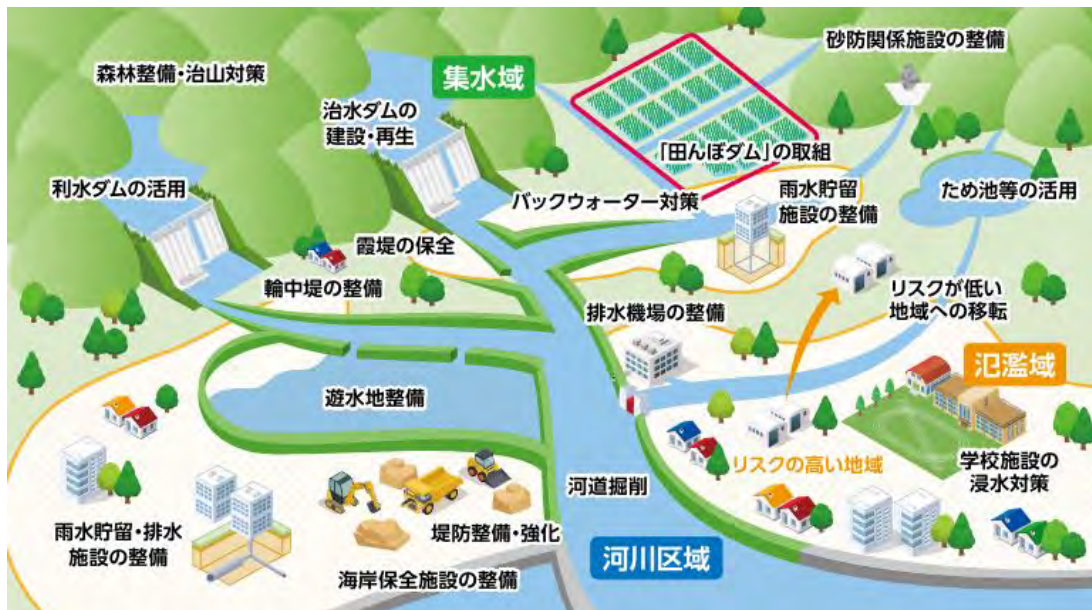 森林整備・治山対策
集水域
砂防関係施設の整備
治水ダムの
建設・再生
「田んぼダム」の取組
利水ダムの活用
バックウォーター対策
雨水貯留
施設の整備
ため池等の活用
霞堤の保全
輪中堤の整備
排水機場の整備
リスクが低い
地域への移転
氾濫域
遊水地整備
リスクの高い地域
学校施設の
浸水対策
河道掘削
雨水貯留・排水
施設の整備
堤防整備・強化
河川区域
海岸保全施設の整備